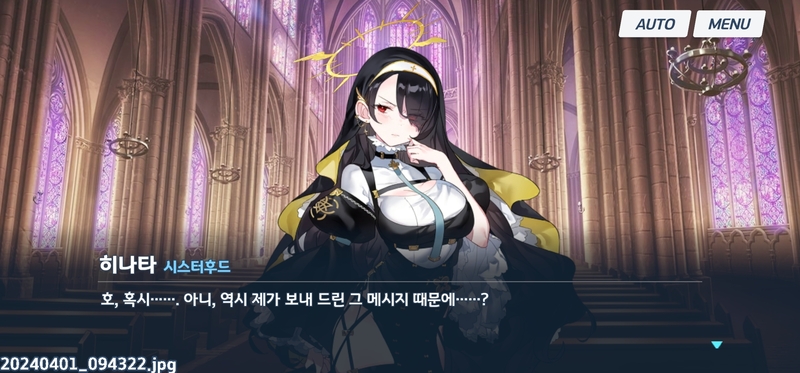 AUTO MENU
히나타 시스터후드
호, 혹시……. 아니, 역시 제가 보내 드린 그 메시지 때문에……?
20240401_094322.jpg